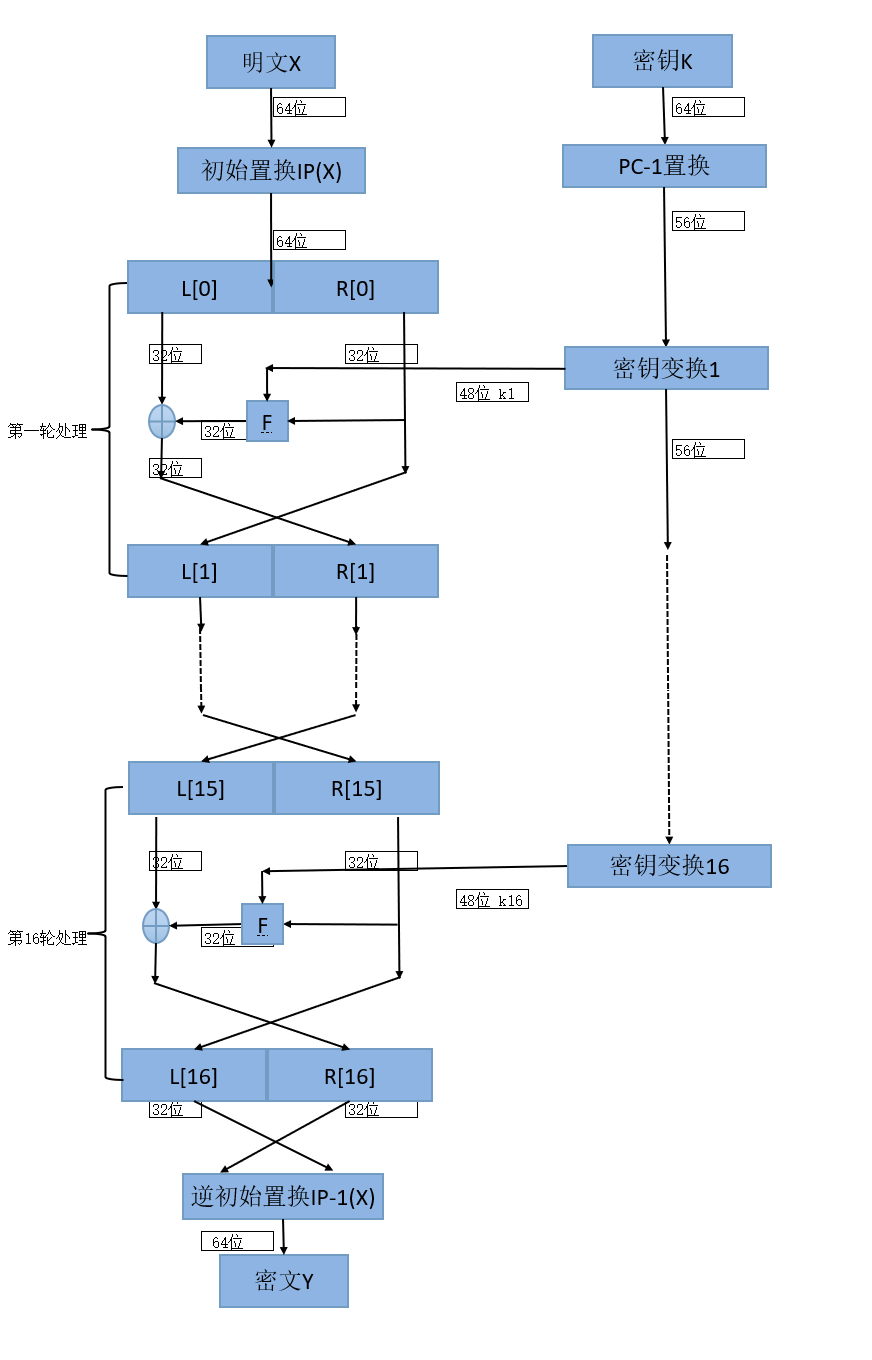 明文X
密钥K
64位
64位
初始置换IP(X)
PC-1置换
56位
64位
L[0]
R[0]
32位
32位
密钥变换1
48位 k1
F
32位
第一轮处理
56位
32位
L[1]
R[1]
L[15]
R[15]
32位
32位
密钥变换16
48位 k16
F
32位
第16轮处理
L[16]
R[16]
32位
32位
逆初始置换IP-1(X)
64位
密文Y